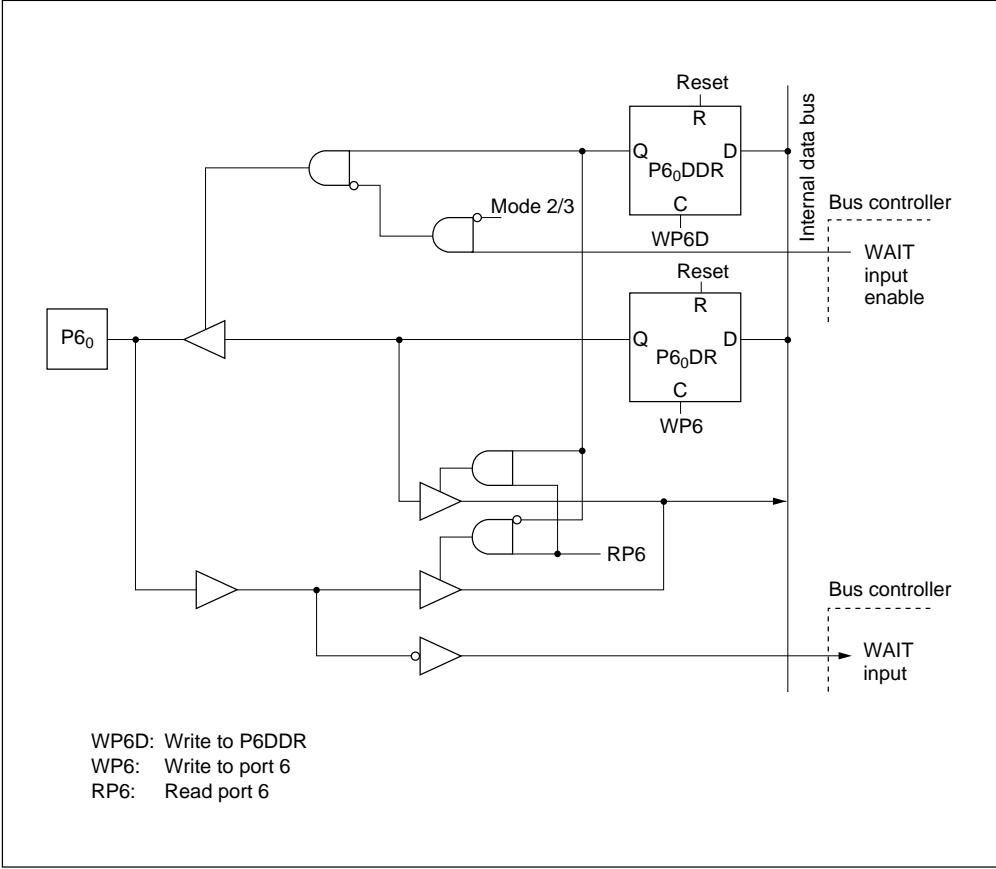 Reset
R
Q D
P6₀DDR
C
WP6D
Internal data bus
Mode 2/3
Bus controller
WAIT
input
enable
Reset
R
Q D
P6₀DR
C
WP6
P6₀
RP6
Bus controller
WAIT
input
WP6D: Write to P6DDR
WP6: Write to port 6
RP6: Read port 6